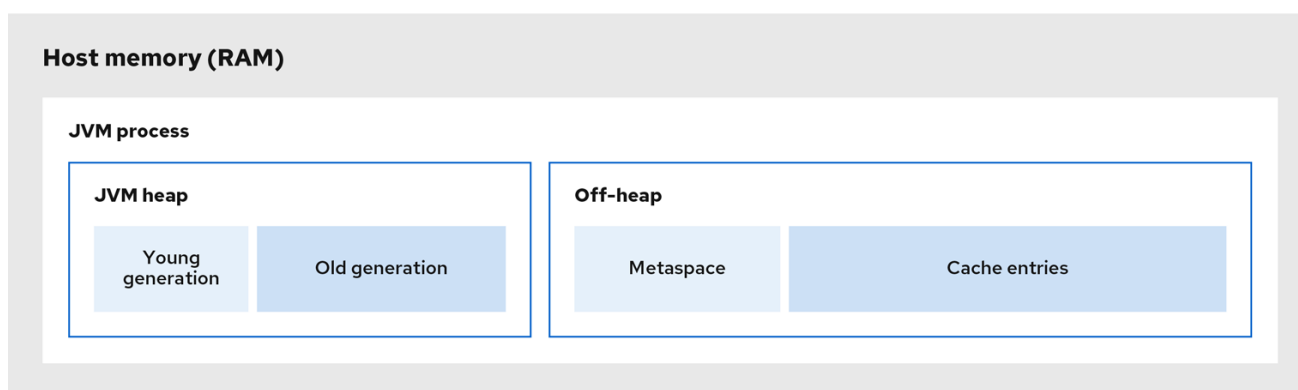 Host memory (RAM)
JVM process
JVM heap
Young
generation
Old generation
Off-heap
Metaspace
Cache entries